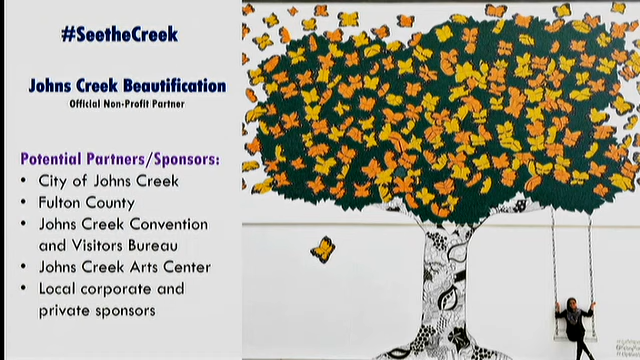 #SeetheCreek
Johns Creek Beautification
Official Non-Profit Partner
Potential Partners/Sponsors:
• City of Johns Creek
• Fulton County
• Johns Creek Convention
and Visitors Bureau
• Johns Creek Arts Center
• Local corporate and
private sponsors